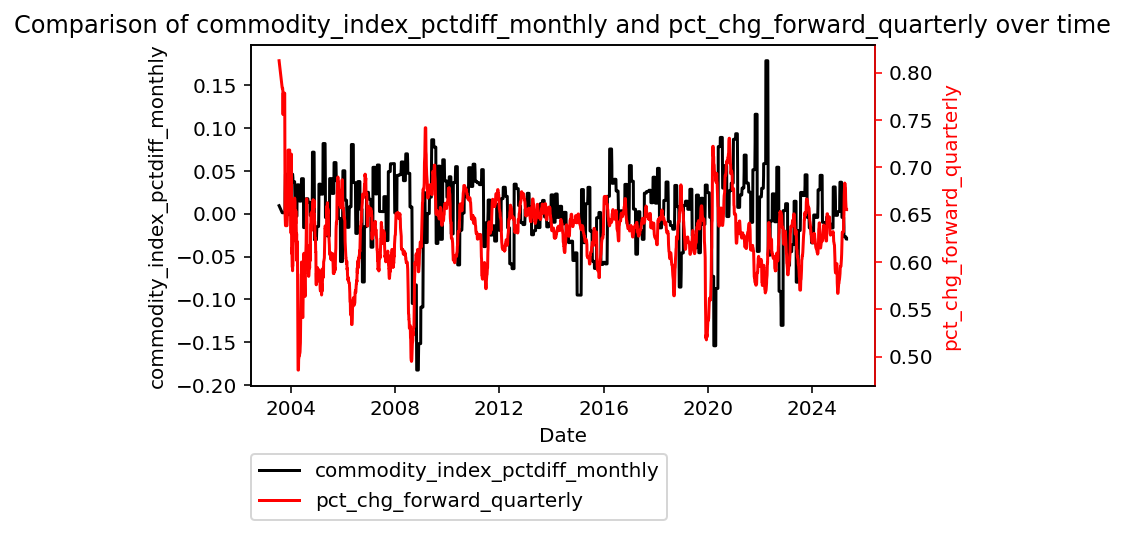 Comparison of commodity_index_pctdiff_monthly and pct_chg_forward_quarterly over time
commodity_index_pctdiff_monthly
0.15
0.10
0.05
0.00
−0.05
−0.10
−0.15
−0.20
0.80
0.75
0.70
0.65
0.60
0.55
0.50
pct_chg_forward_quarterly
2004 2008 2012 2016 2020 2024
Date
commodity_index_pctdiff_monthly
pct_chg_forward_quarterly